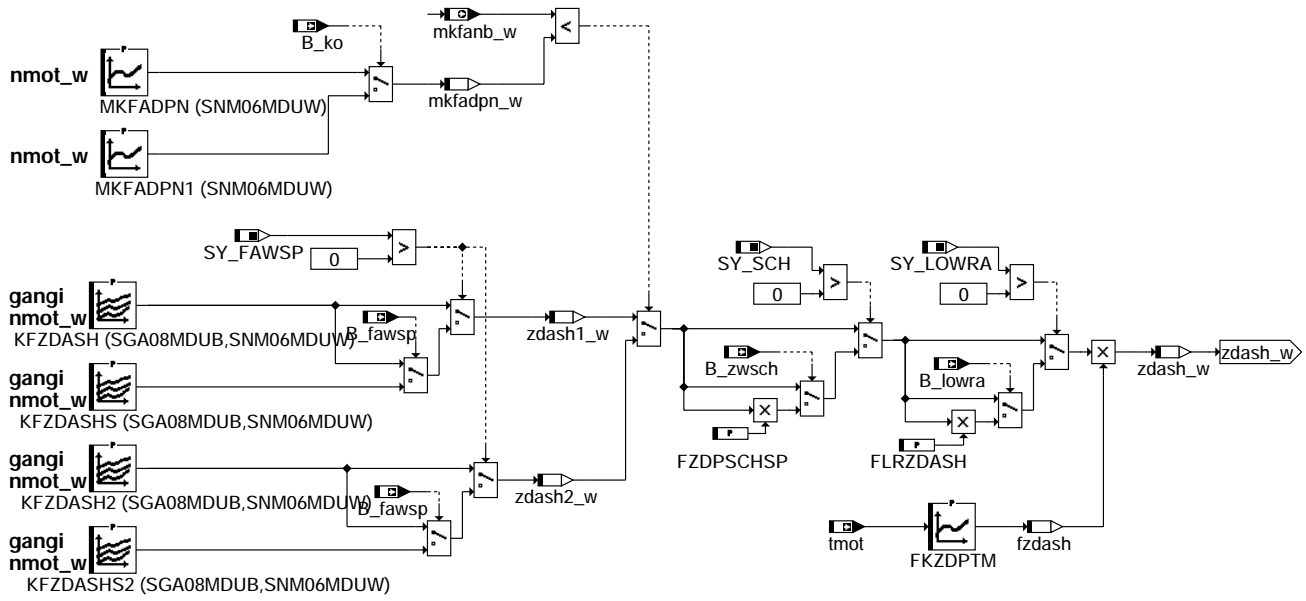 B_ko
mkfanb_w
<
nmot_w
P
MKFADPN (SNM06MDUW)
mkfadpn_w
nmot_w
P
MKFADPN1 (SNM06MDUW)
SY_FAWSP
0
>
SY_SCH
0
>
SY_LOWRA
0
>
gangi
nmot_w
P
KFZDASH (SGA08MDUB,SNM06MDUW)
B_fawsp
zdash1_w
gangi
nmot_w
P
KFZDASHS (SGA08MDUB,SNM06MDUW)
B_zwsch
B_lowra
x
zdash_w
zdash_w
x
P
FZDPSCHSP
x
P
FLRZDASH
gangi
nmot_w
P
KFZDASH2 (SGA08MDUB,SNM06MDUW)
B_fawsp
zdash2_w
gangi
nmot_w
P
KFZDASHS2 (SGA08MDUB,SNM06MDUW)
tmot
P
FKZDPTM
fzdash